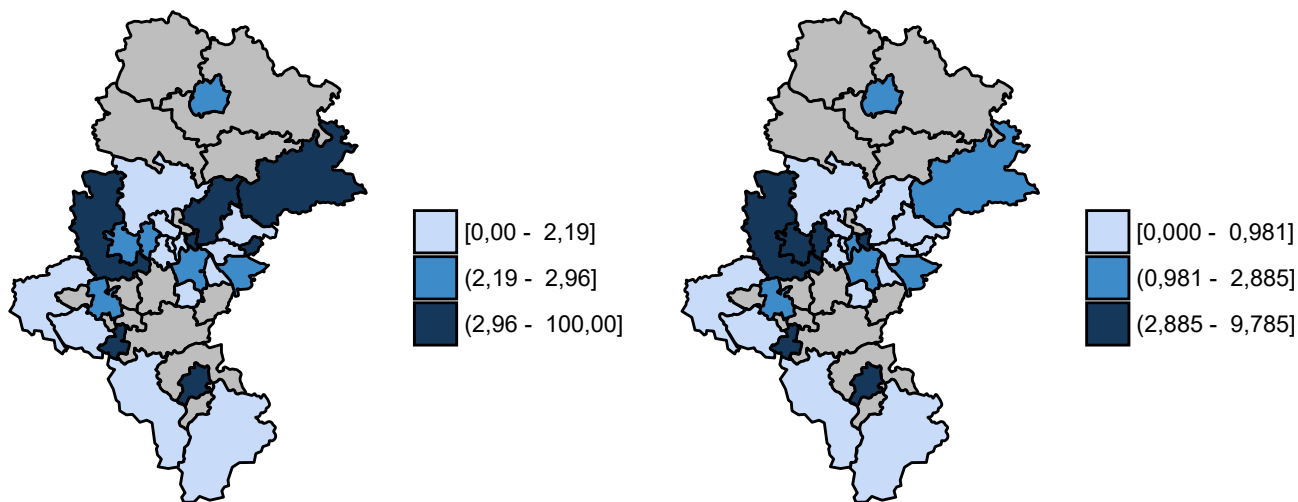 [0,00 - 2,19]
(2,19 - 2,96]
(2,96 - 100,00]
[0,000 - 0,981]
(0,981 - 2,885]
(2,885 - 9,785]